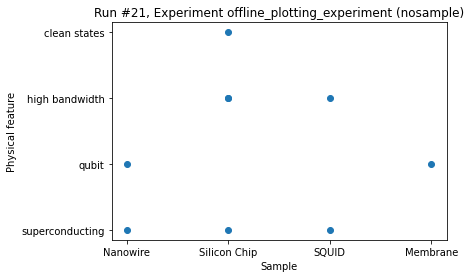 Run #21, Experiment offline_plotting_experiment (nosample)
clean states
high bandwidth
qubit
superconducting
Physical feature
Nanowire Silicon Chip SQUID Membrane
Sample